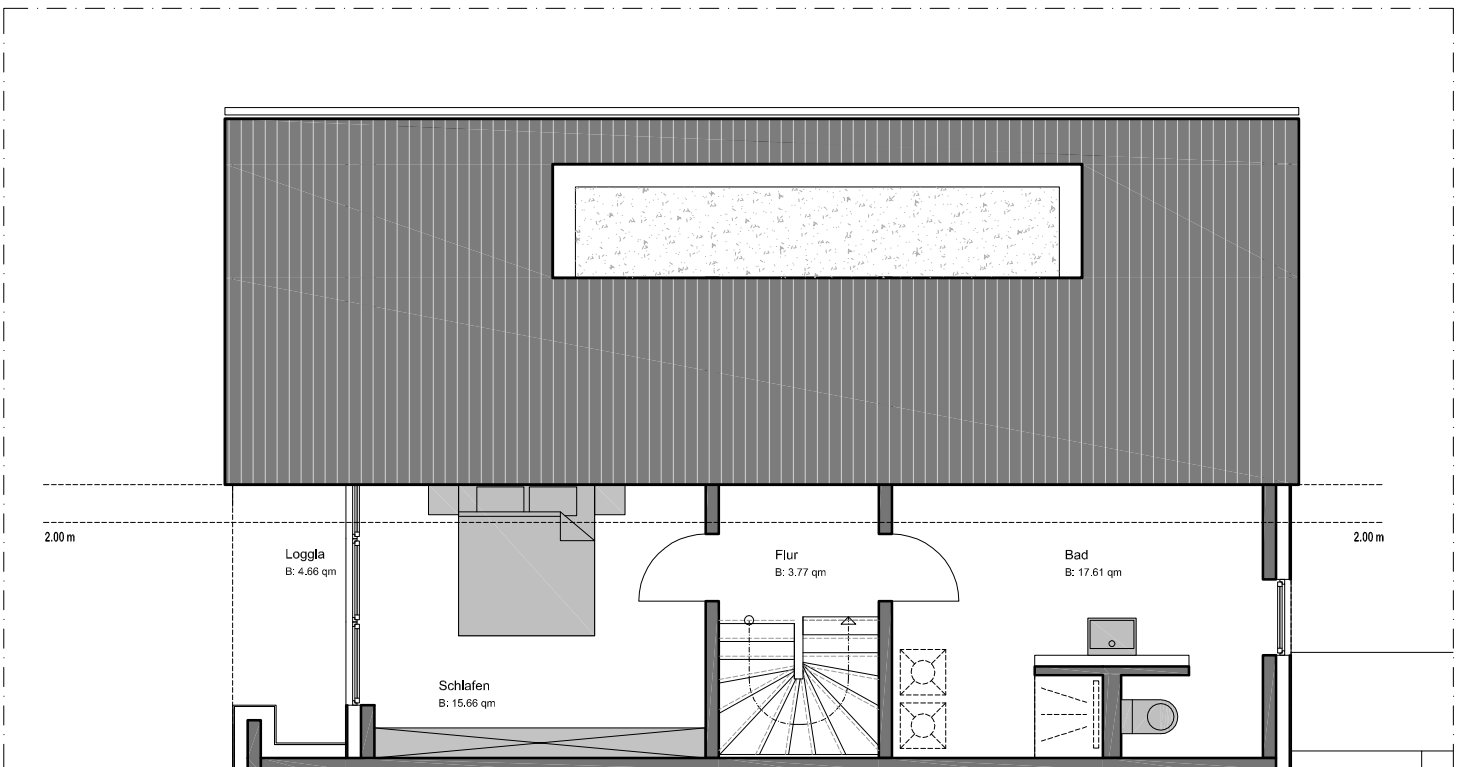 2.00 m
2.00 m
Loggia
B: 4.66 qm
Flur
B: 3.77 qm
Bad
B: 17.61 qm
Schlafen
B: 15.66 qm